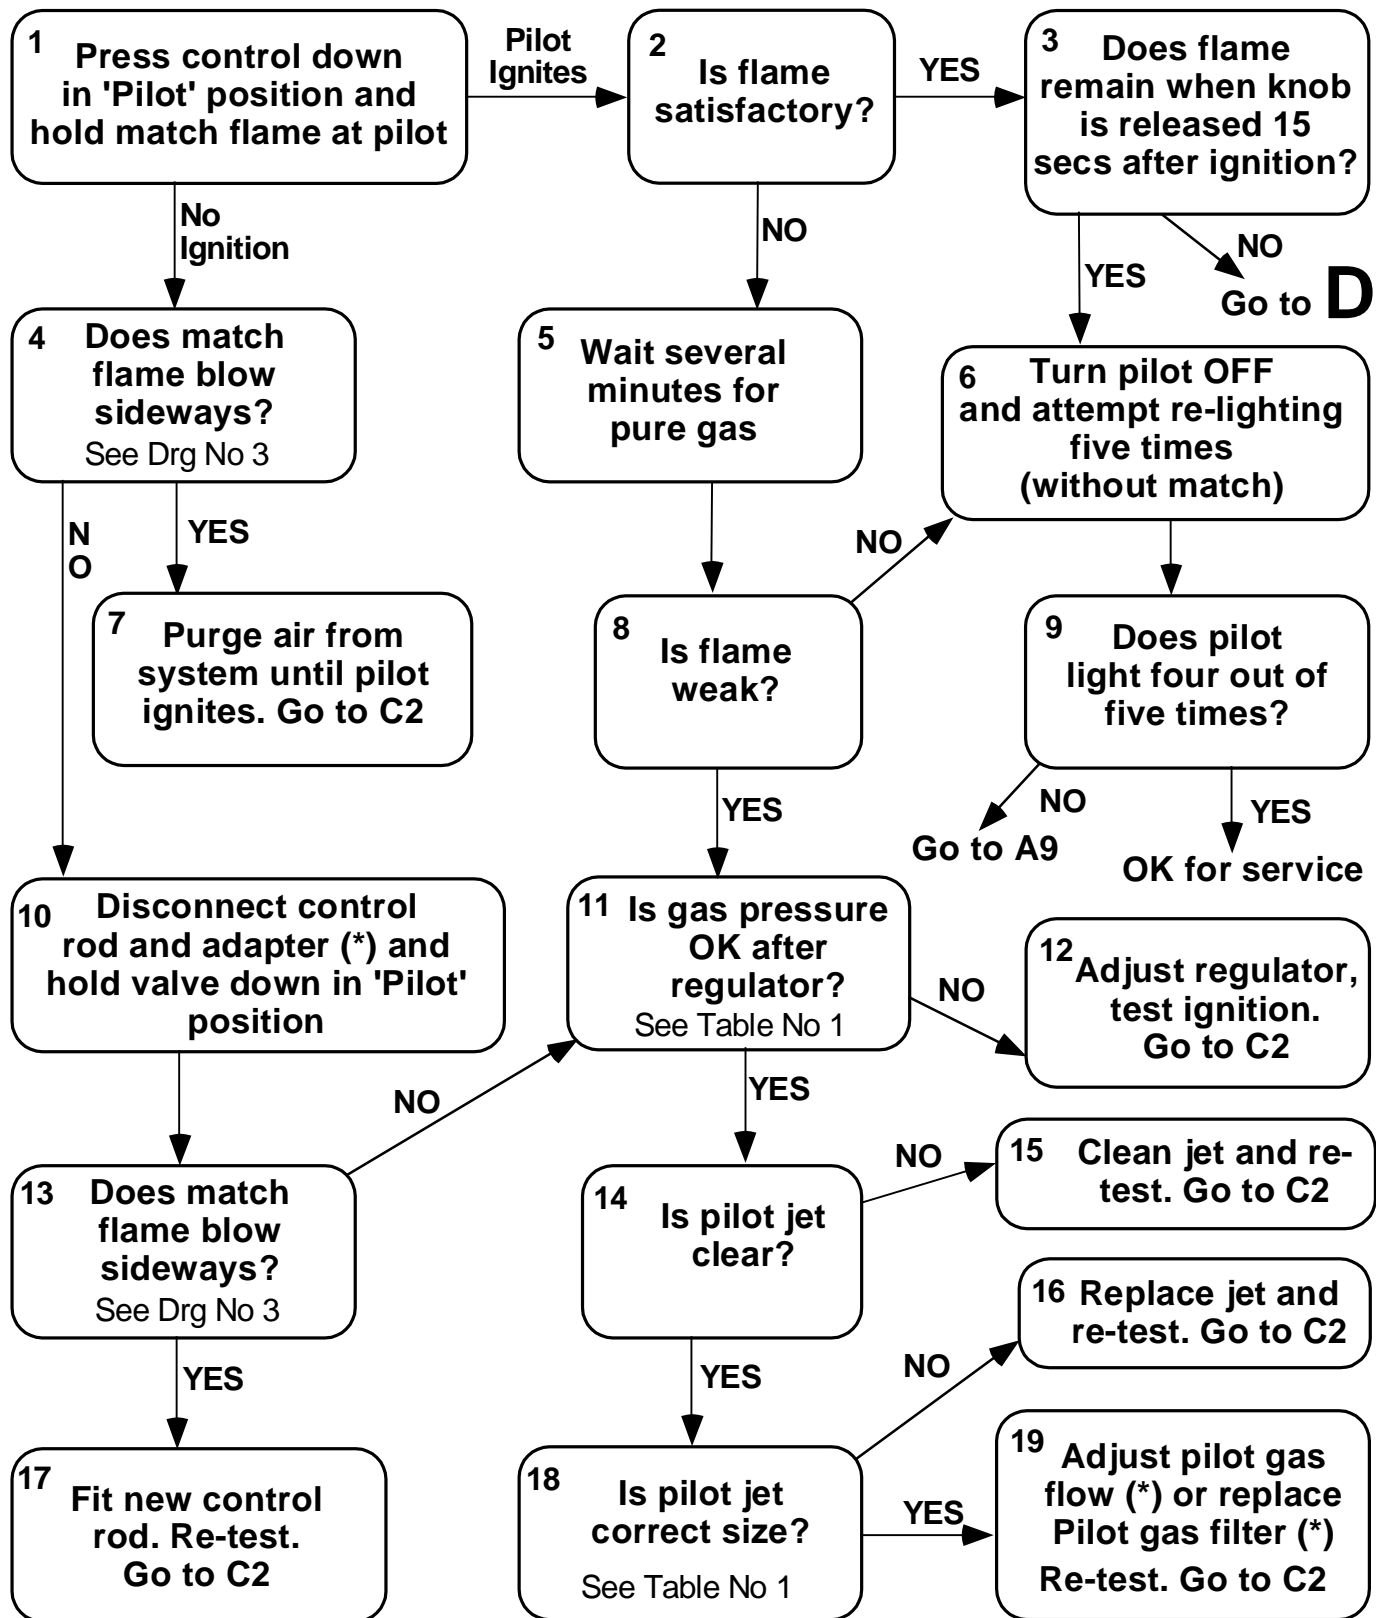 1 Press control down
in 'Pilot' position and
hold match flame at pilot
Pilot
Ignites
2 Is flame
satisfactory?
YES
3 Does flame
remain when knob
is released 15
secs after ignition?
No
Ignition
NO
YES
NO
Go to D
4 Does match
flame blow
sideways?
See Drg No 3
5 Wait several
minutes for
pure gas
6 Turn pilot OFF
and attempt re-lighting
five times
(without match)
N
O
YES
NO
7 Purge air from
system until pilot
ignites. Go to C2
8 Is flame
weak?
9 Does pilot
light four out of
five times?
YES
NO
Go to A9
YES
OK for service
10 Disconnect control
rod and adapter (*) and
hold valve down in 'Pilot'
position
11 Is gas pressure
OK after
regulator?
See Table No 1
NO
12 Adjust regulator,
test ignition.
Go to C2
NO
YES
13 Does match
flame blow
sideways?
See Drg No 3
14 Is pilot jet
clear?
NO
15 Clean jet and re-
test. Go to C2
16 Replace jet and
re-test. Go to C2
YES
YES
NO
17 Fit new control
rod. Re-test.
Go to C2
18 Is pilot jet
correct size?
See Table No 1
YES
19 Adjust pilot gas
flow (*) or replace
Pilot gas filter (*)
Re-test. Go to C2